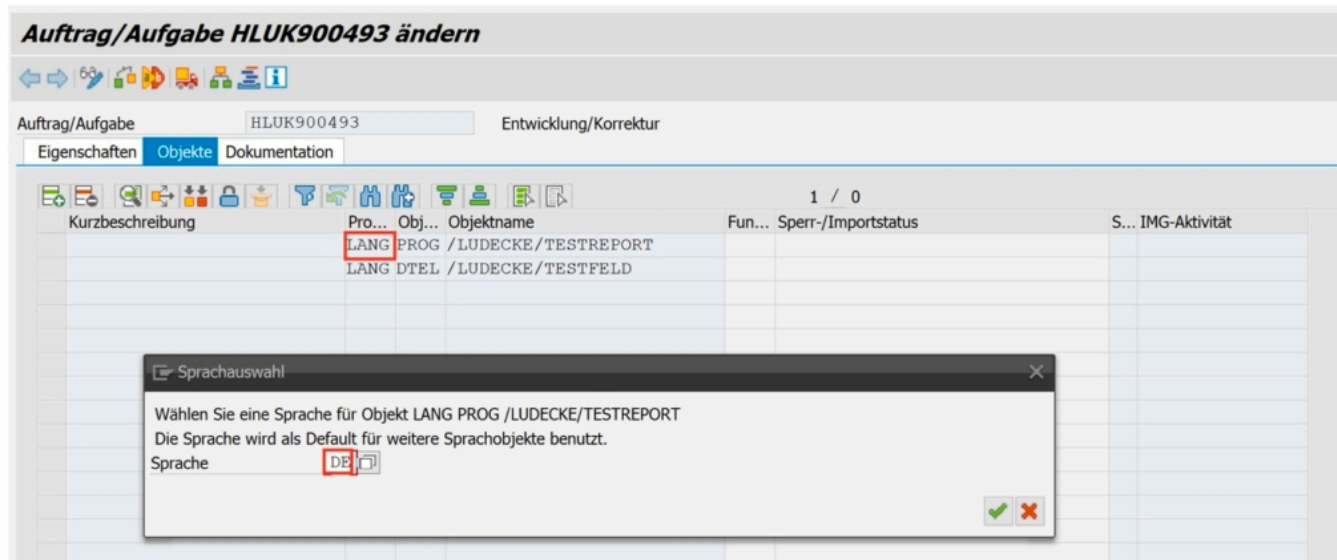 Auftrag/Aufgabe HLUK900493 ändern
Auftrag/Aufgabe HLUK900493 Entwicklung/Korrektur
Eigenschaften Objekte Dokumentation
1 / 0
Kurzbeschreibung Pro... Obj... Objektname Fun... Sperr-/Importstatus S... IMG-Aktivität
LANG PROG /LUDECKE/TESTREPORT
LANG DTEL /LUDECKE/TESTFELD
Sprachauswahl
Wählen Sie eine Sprache für Objekt LANG PROG /LUDECKE/TESTREPORT
Die Sprache wird als Default für weitere Sprachobjekte benutzt.
Sprache DE